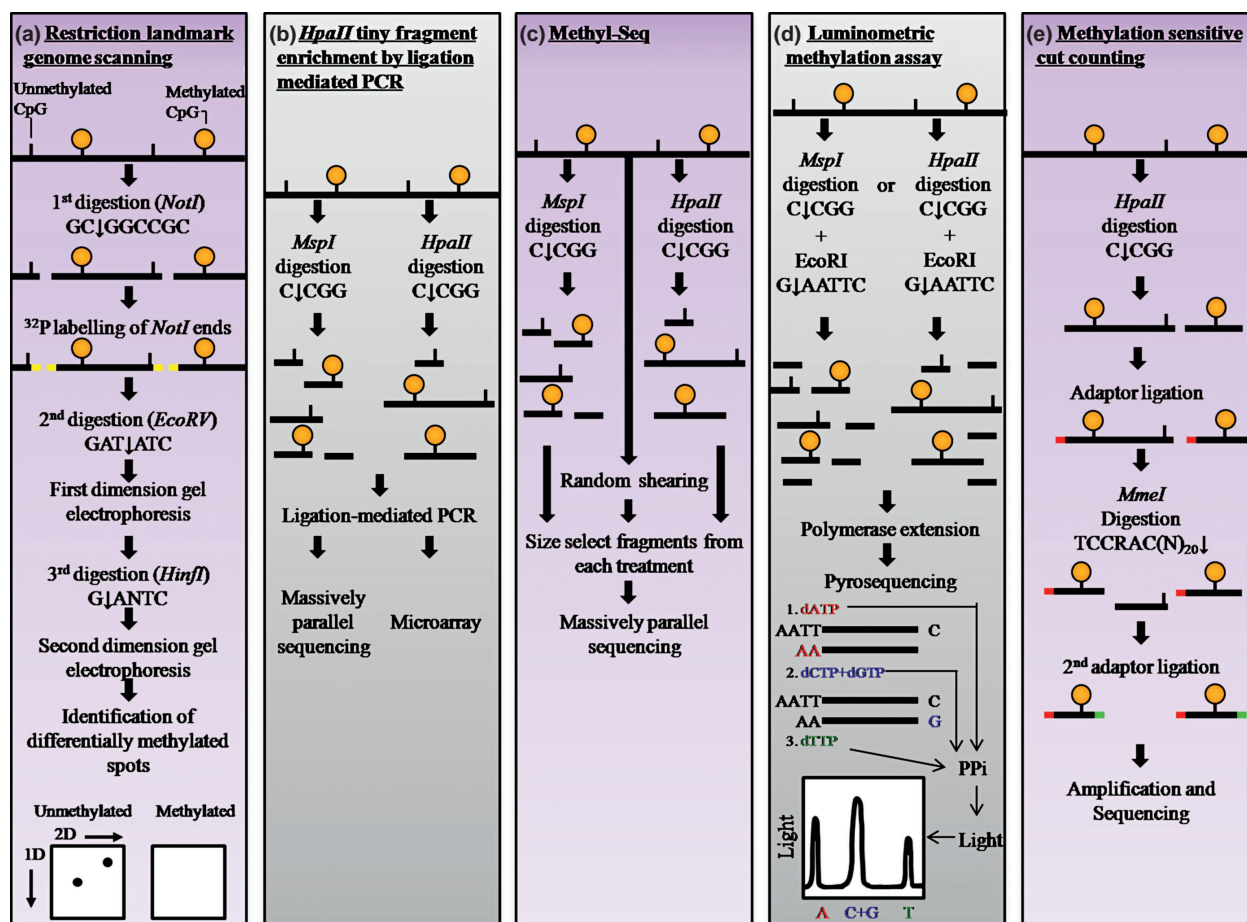 (a) Restriction landmark
genome scanning
Unmethylated
CpG
Methylated
CpG
1st digestion (NotI)
GC↓GGCCGC
32P labelling of NotI ends
2nd digestion (EcoRV)
GAT↓ATC
First dimension gel
electrophoresis
3rd digestion (HinfI)
G↓ANTC
Second dimension gel
electrophoresis
Identification of
differentially methylated
spots
Unmethylated
Methylated
2D
1D
(b) HpaII tiny fragment
enrichment by ligation
mediated PCR
MspI
digestion
C↓CGG
HpaII
digestion
C↓CGG
Ligation-mediated PCR
Massively
parallel
sequencing
Microarray
(c) Methyl-Seq
MspI
digestion
C↓CGG
HpaII
digestion
C↓CGG
Random shearing
Size select fragments from
each treatment
Massively parallel
sequencing
(d) Luminometric
methylation assay
MspI
digestion
C↓CGG
+
EcoRI
G↓AATTC
or
HpaII
digestion
C↓CGG
+
EcoRI
G↓AATTC
Polymerase extension
Pyrosequencing
1. dATP
AATT C
AA
2. dCTP+dGTP
AATT C
AA G
3. dTTP
PPi
Light
Light
A C+G T
(e) Methylation sensitive
cut counting
HpaII
digestion
C↓CGG
Adaptor ligation
MmeI
Digestion
TCCRAC(N)20↓
2nd adaptor ligation
Amplification and
Sequencing